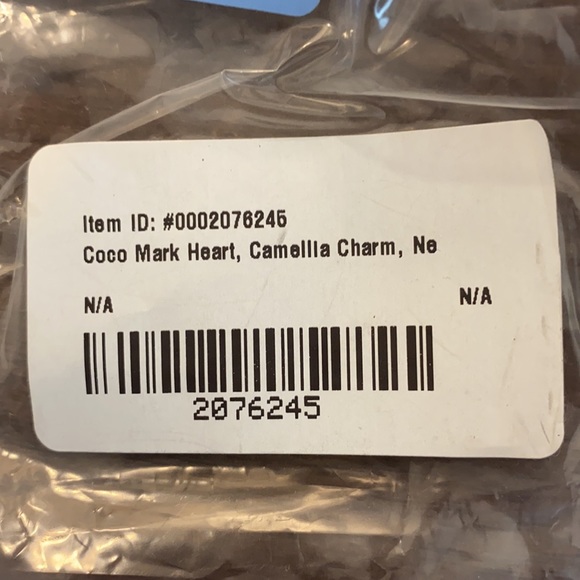 Item ID: #0002076245
Coco Mark Heart, Camellia Charm, Ne
N/A
N/A
2076245